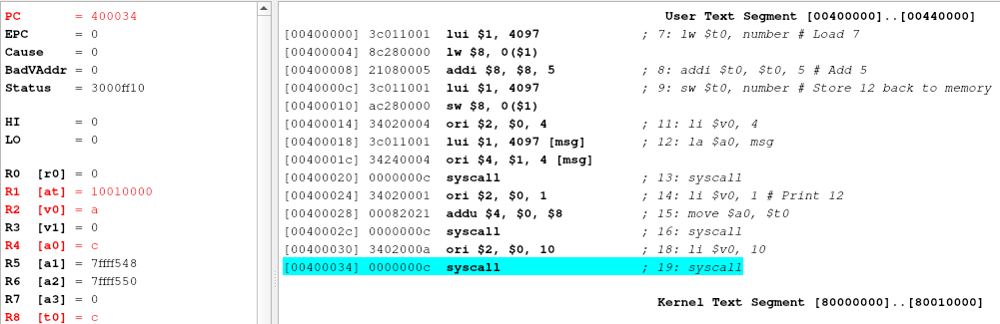 PC = 400034
EPC = 0
Cause = 0
BadVAddr = 0
Status = 3000ff10
HI = 0
LO = 0
R0 [r0] = 0
R1 [at] = 10010000
R2 [v0] = a
R3 [v1] = 0
R4 [a0] = c
R5 [a1] = 7ffff548
R6 [a2] = 7ffff550
R7 [a3] = 0
R8 [t0] = c
User Text Segment [00400000]..[00440000]
[00400000] 3c011001 lui $1, 4097 ; 7: lw $t0, number # Load 7
[00400004] 8c280000 lw $8, 0($1)
[00400008] 21080005 addi $8, $8, 5 ; 8: addi $t0, $t0, 5 # Add 5
[0040000c] 3c011001 lui $1, 4097 ; 9: sw $t0, number # Store 12 back to memory
[00400010] ac280000 sw $8, 0($1)
[00400014] 34020004 ori $2, $0, 4 ; 11: li $v0, 4
[00400018] 3c011001 lui $1, 4097 [msg] ; 12: la $a0, msg
[0040001c] 34240004 ori $4, $1, 4 [msg]
[00400020] 0000000c syscall ; 13: syscall
[00400024] 34020001 ori $2, $0, 1 ; 14: li $v0, 1 # Print 12
[00400028] 00082021 addu $4, $0, $8 ; 15: move $a0, $t0
[0040002c] 0000000c syscall ; 16: syscall
[00400030] 3402000a ori $2, $0, 10 ; 18: li $v0, 10
[00400034] 0000000c syscall ; 19: syscall
Kernel Text Segment [80000000]..[80010000]